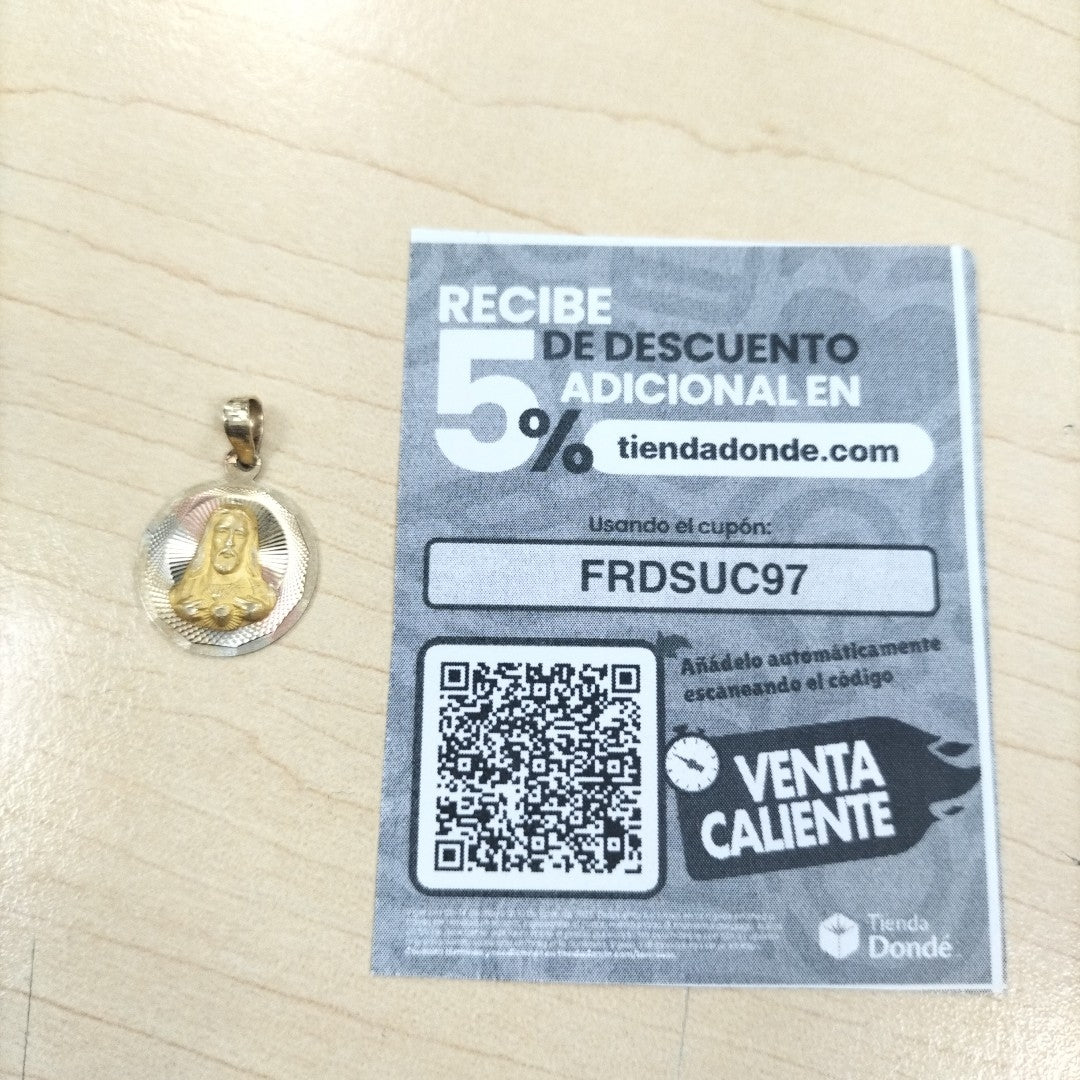 RECIBE
5% DE DESCUENTO
ADICIONAL EN
tiendadonde.com
Usando el cupón:
FRDSUC97
Añádelo automáticamente
escaneando el código
VENTA
CALIENTE
Tienda
Dondé